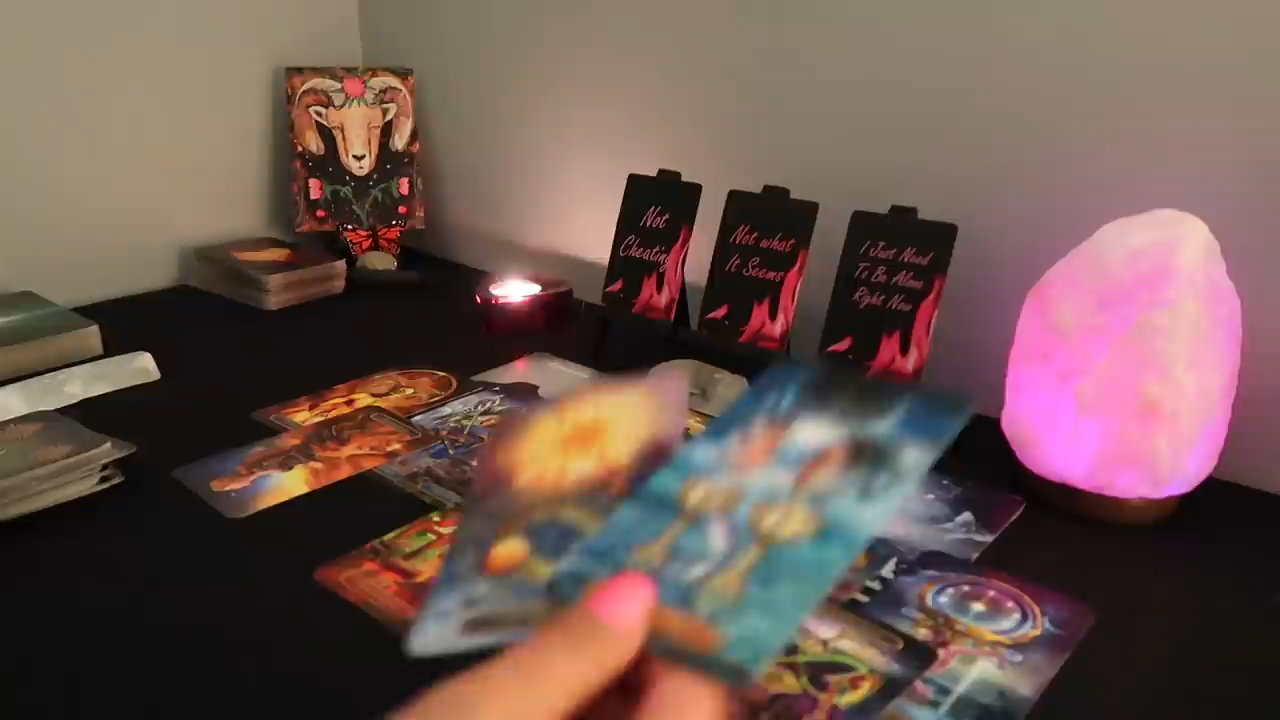 Not
Cheating
Not what
It Seems
I Just Need
To Be Alone
Right Now